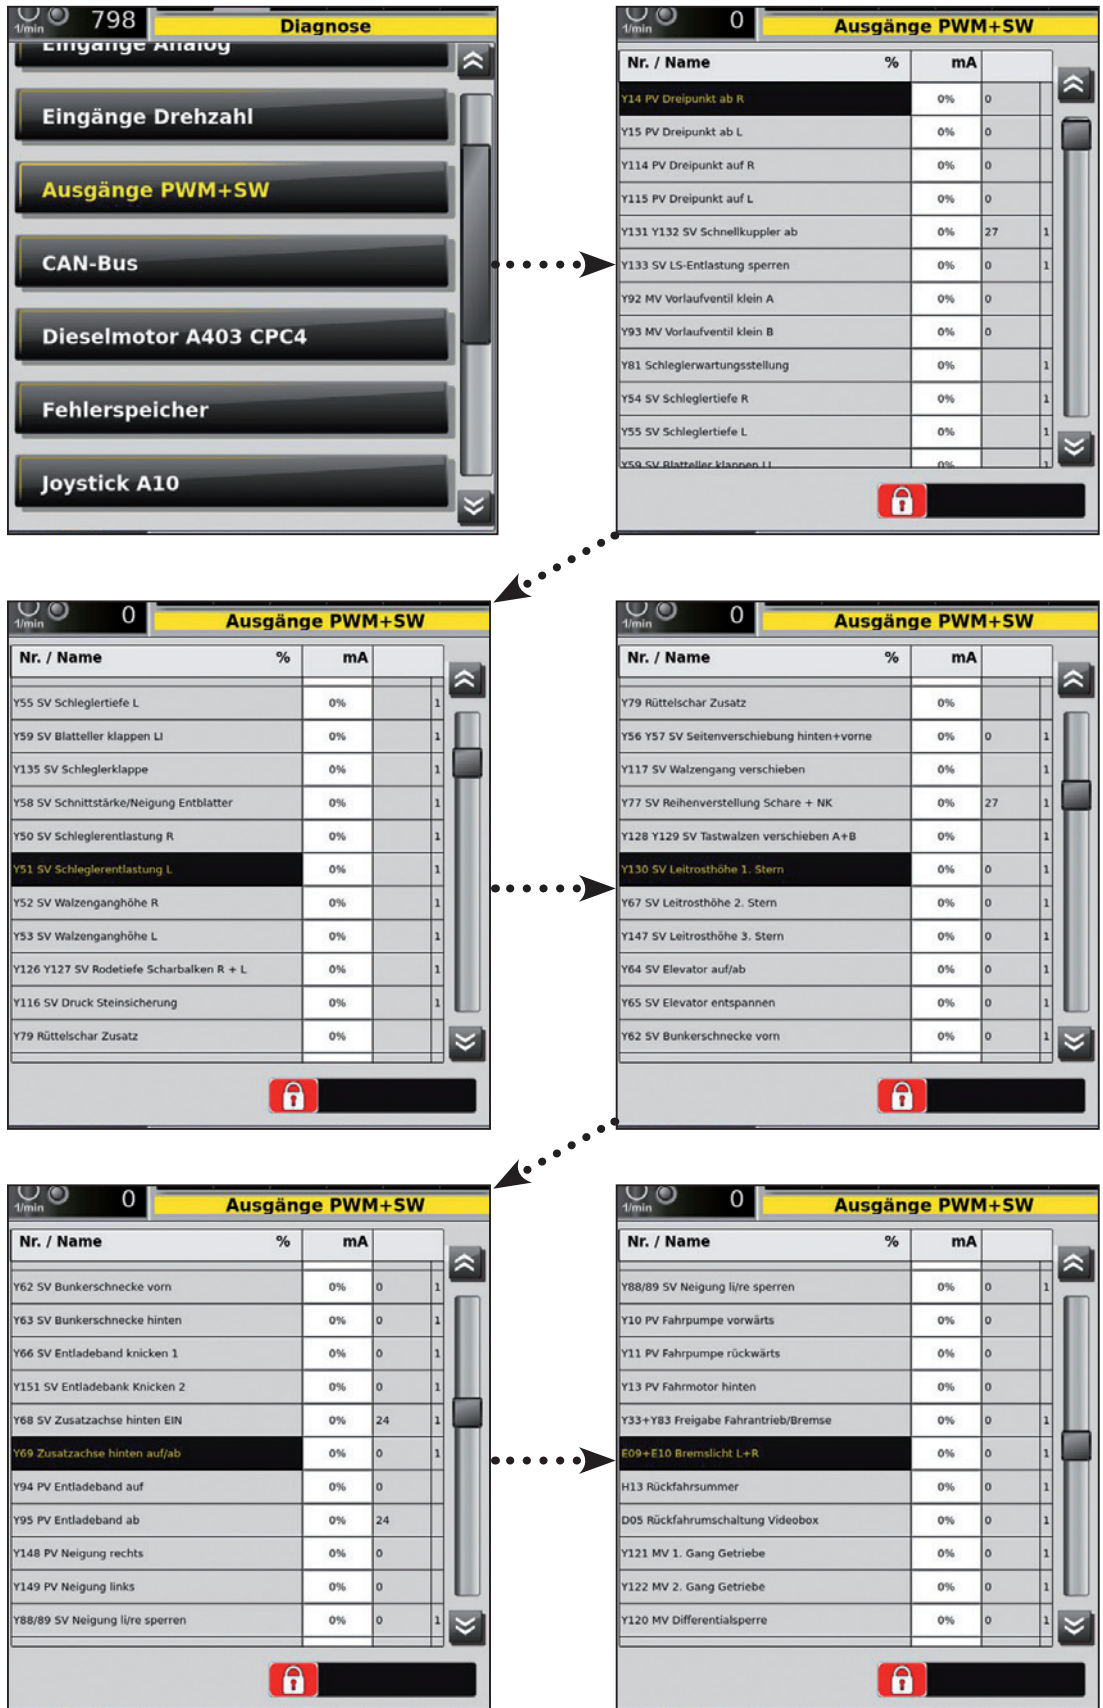 1/min 798 Diagnose
Eingänge Analog
Eingänge Drehzahl
Ausgänge PWM+SW
CAN-Bus
Dieselmotor A403 CPC4
Fehlerspeicher
Joystick A10
1/min 0 Ausgänge PWM+SW
Nr. / Name % mA
Y14 PV Dreipunkt ab R 0% 0
Y15 PV Dreipunkt ab L 0% 0
Y114 PV Dreipunkt auf R 0% 0
Y115 PV Dreipunkt auf L 0% 0
Y131 Y132 SV Schnellkuppler ab 0% 27 1
Y133 SV LS-Entlastung sperren 0% 0 1
Y92 MV Vorlaufventil klein A 0% 0
Y93 MV Vorlaufventil klein B 0% 0
Y81 Schleglerwartungsstellung 0% 1
Y54 SV Schleglertiefe R 0% 1
Y55 SV Schleglertiefe L 0% 1
Y59 SV Blatteller klappen LI 0% 1
1/min 0 Ausgänge PWM+SW
Nr. / Name % mA
Y55 SV Schleglertiefe L 0% 1
Y59 SV Blatteller klappen LI 0% 1
Y135 SV Schleglerklappe 0% 1
Y58 SV Schnittstärke/Neigung Entblatter 0% 1
Y50 SV Schleglerentlastung R 0% 1
Y51 SV Schleglerentlastung L 0% 1
Y52 SV Walzenganghöhe R 0% 1
Y53 SV Walzenganghöhe L 0% 1
Y126 Y127 SV Rodetiefe Scharbalken R + L 0% 1
Y116 SV Druck Steinsicherung 0% 1
Y79 Rüttelschar Zusatz 0%
1/min 0 Ausgänge PWM+SW
Nr. / Name % mA
Y79 Rüttelschar Zusatz 0%
Y56 Y57 SV Seitenverschiebung hinten+vorne 0% 0 1
Y117 SV Walzengang verschieben 0% 1
Y77 SV Reihenverstellung Schare + NK 0% 27 1
Y128 Y129 SV Tastwalzen verschieben A+B 0% 1
Y130 SV Leitrosthöhe 1. Stern 0% 0 1
Y67 SV Leitrosthöhe 2. Stern 0% 0 1
Y147 SV Leitrosthöhe 3. Stern 0% 0 1
Y64 SV Elevator auf/ab 0% 0 1
Y65 SV Elevator entspannen 0% 0 1
Y62 SV Bunkerschnecke vorn 0% 0 1
1/min 0 Ausgänge PWM+SW
Nr. / Name % mA
Y62 SV Bunkerschnecke vorn 0% 0 1
Y63 SV Bunkerschnecke hinten 0% 0 1
Y66 SV Entladeband knicken 1 0% 0 1
Y151 SV Entladebank Knicken 2 0% 0 1
Y68 SV Zusatzachse hinten EIN 0% 24 1
Y69 Zusatzachse hinten auf/ab 0% 0 1
Y94 PV Entladeband auf 0% 0
Y95 PV Entladeband ab 0% 24
Y148 PV Neigung rechts 0% 0
Y149 PV Neigung links 0% 0
Y88/89 SV Neigung li/re sperren 0% 0 1
1/min 0 Ausgänge PWM+SW
Nr. / Name % mA
Y88/89 SV Neigung li/re sperren 0% 0 1
Y10 PV Fahrpumpe vorwärts 0% 0
Y11 PV Fahrpumpe rückwärts 0% 0
Y13 PV Fahrmotor hinten 0% 0
Y33+Y83 Freigabe Fahrantrieb/Bremse 0% 0 1
E09+E10 Bremslicht L+R 0% 0 1
H13 Rückfahrsummer 0% 0 1
D05 Rückfahrumschaltung Videobox 0% 0 1
Y121 MV 1. Gang Getriebe 0% 0 1
Y122 MV 2. Gang Getriebe 0% 0 1
Y120 MV Differentialsperre 0% 0 1